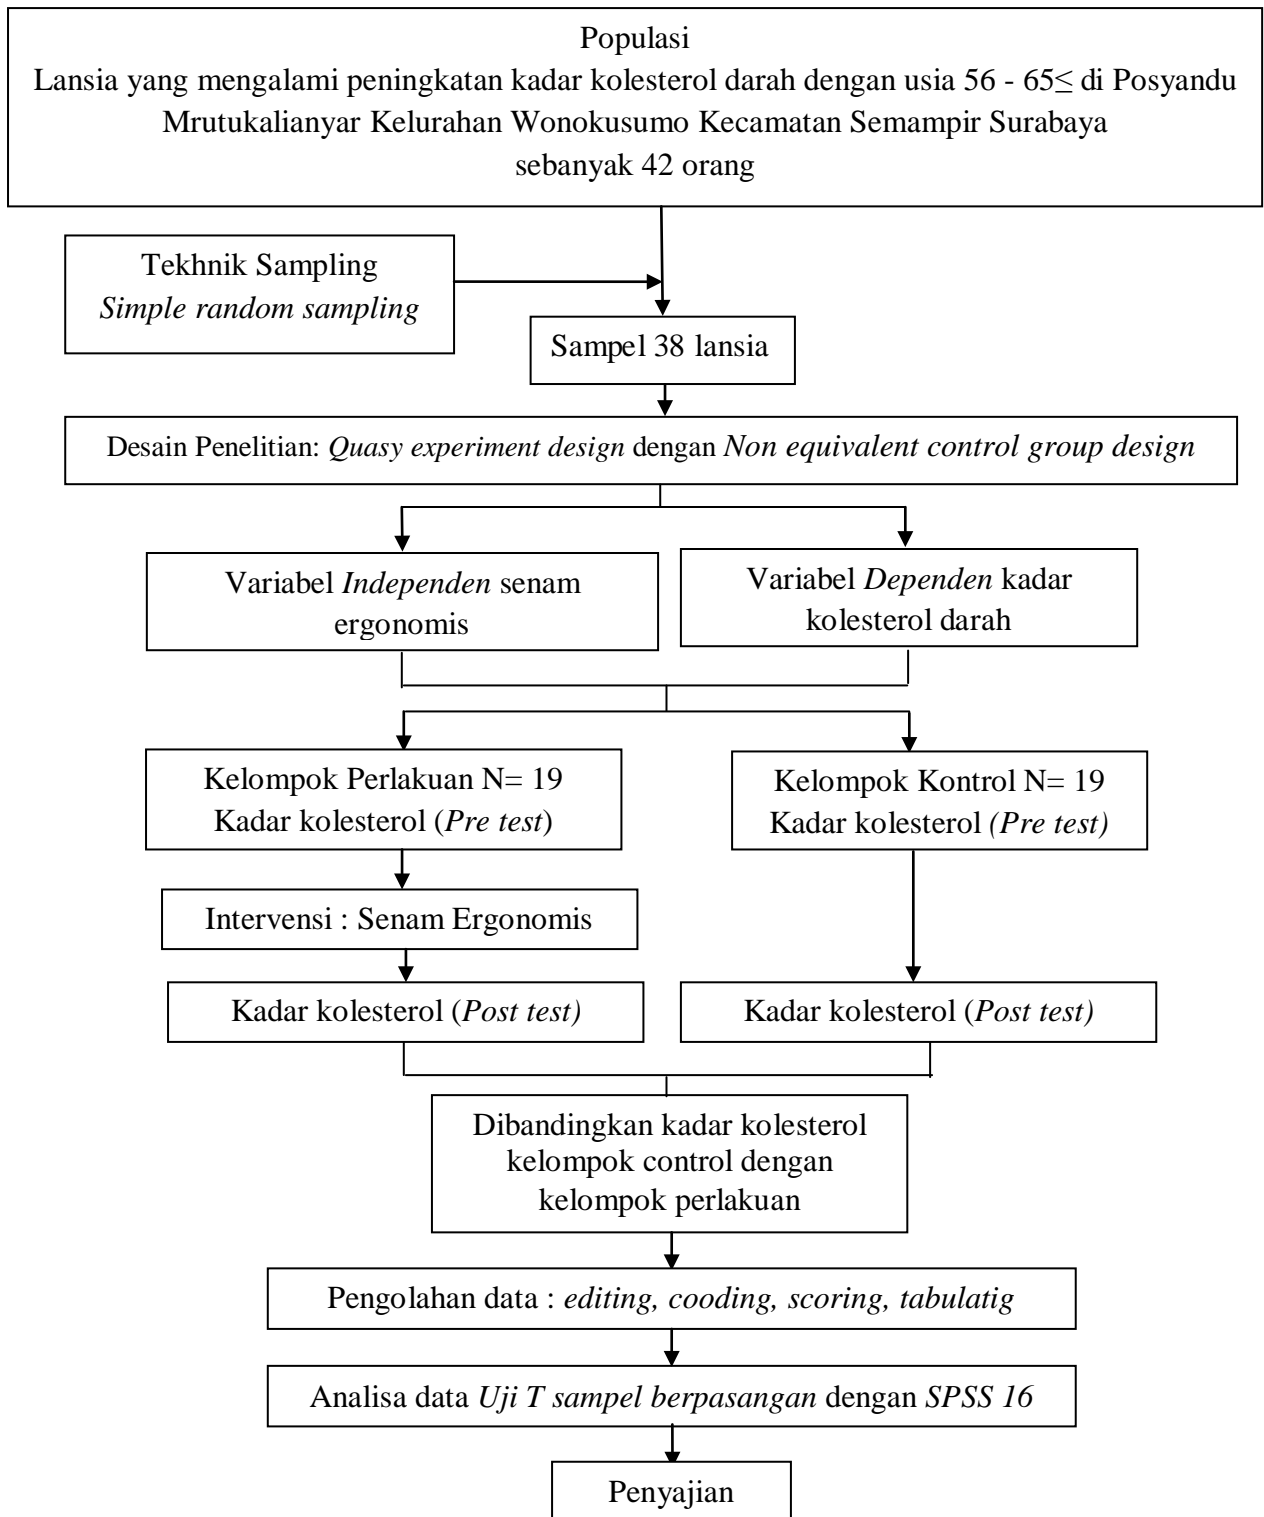 Populasi
Lansia yang mengalami peningkatan kadar kolesterol darah dengan usia 56 - 65≤ di Posyandu
Mrutukalianyar Kelurahan Wonokusumo Kecamatan Semampir Surabaya
sebanyak 42 orang
Tekhnik Sampling
Simple random sampling
Sampel 38 lansia
Desain Penelitian: Quasy experiment design dengan Non equivalent control group design
Variabel Independen senam
ergonomis
Variabel Dependen kadar
kolesterol darah
Kelompok Perlakuan N= 19
Kadar kolesterol (Pre test)
Kelompok Kontrol N= 19
Kadar kolesterol (Pre test)
Intervensi : Senam Ergonomis
Kadar kolesterol (Post test)
Kadar kolesterol (Post test)
Dibandingkan kadar kolesterol
kelompok control dengan
kelompok perlakuan
Pengolahan data : editing, cooding, scoring, tabulatig
Analisa data Uji T sampel berpasangan dengan SPSS 16
Penyajian